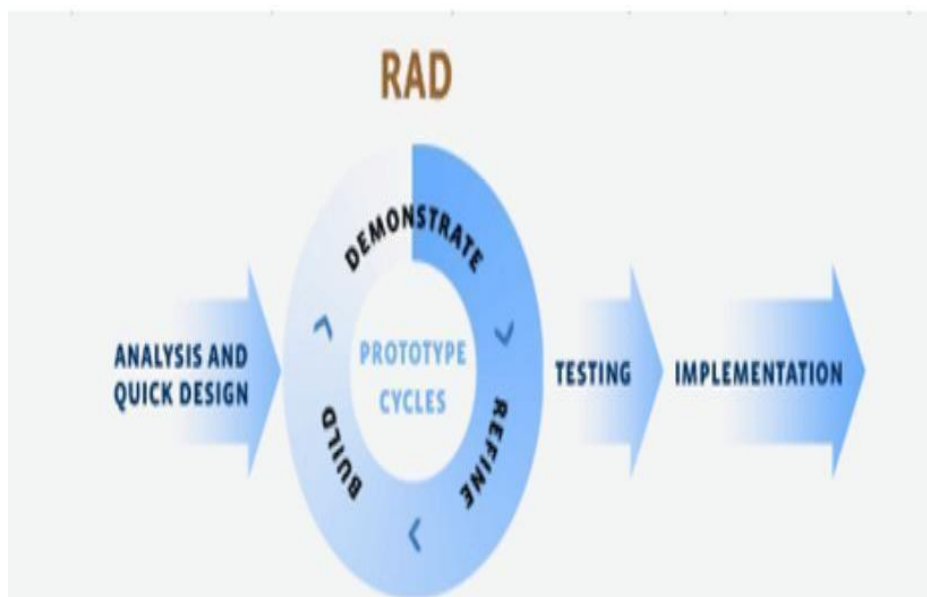 RAD
ANALYSIS AND
QUICK DESIGN
DEMONSTRATE
REFINE
BUILD
PROTOTYPE
CYCLES
TESTING
IMPLEMENTATION